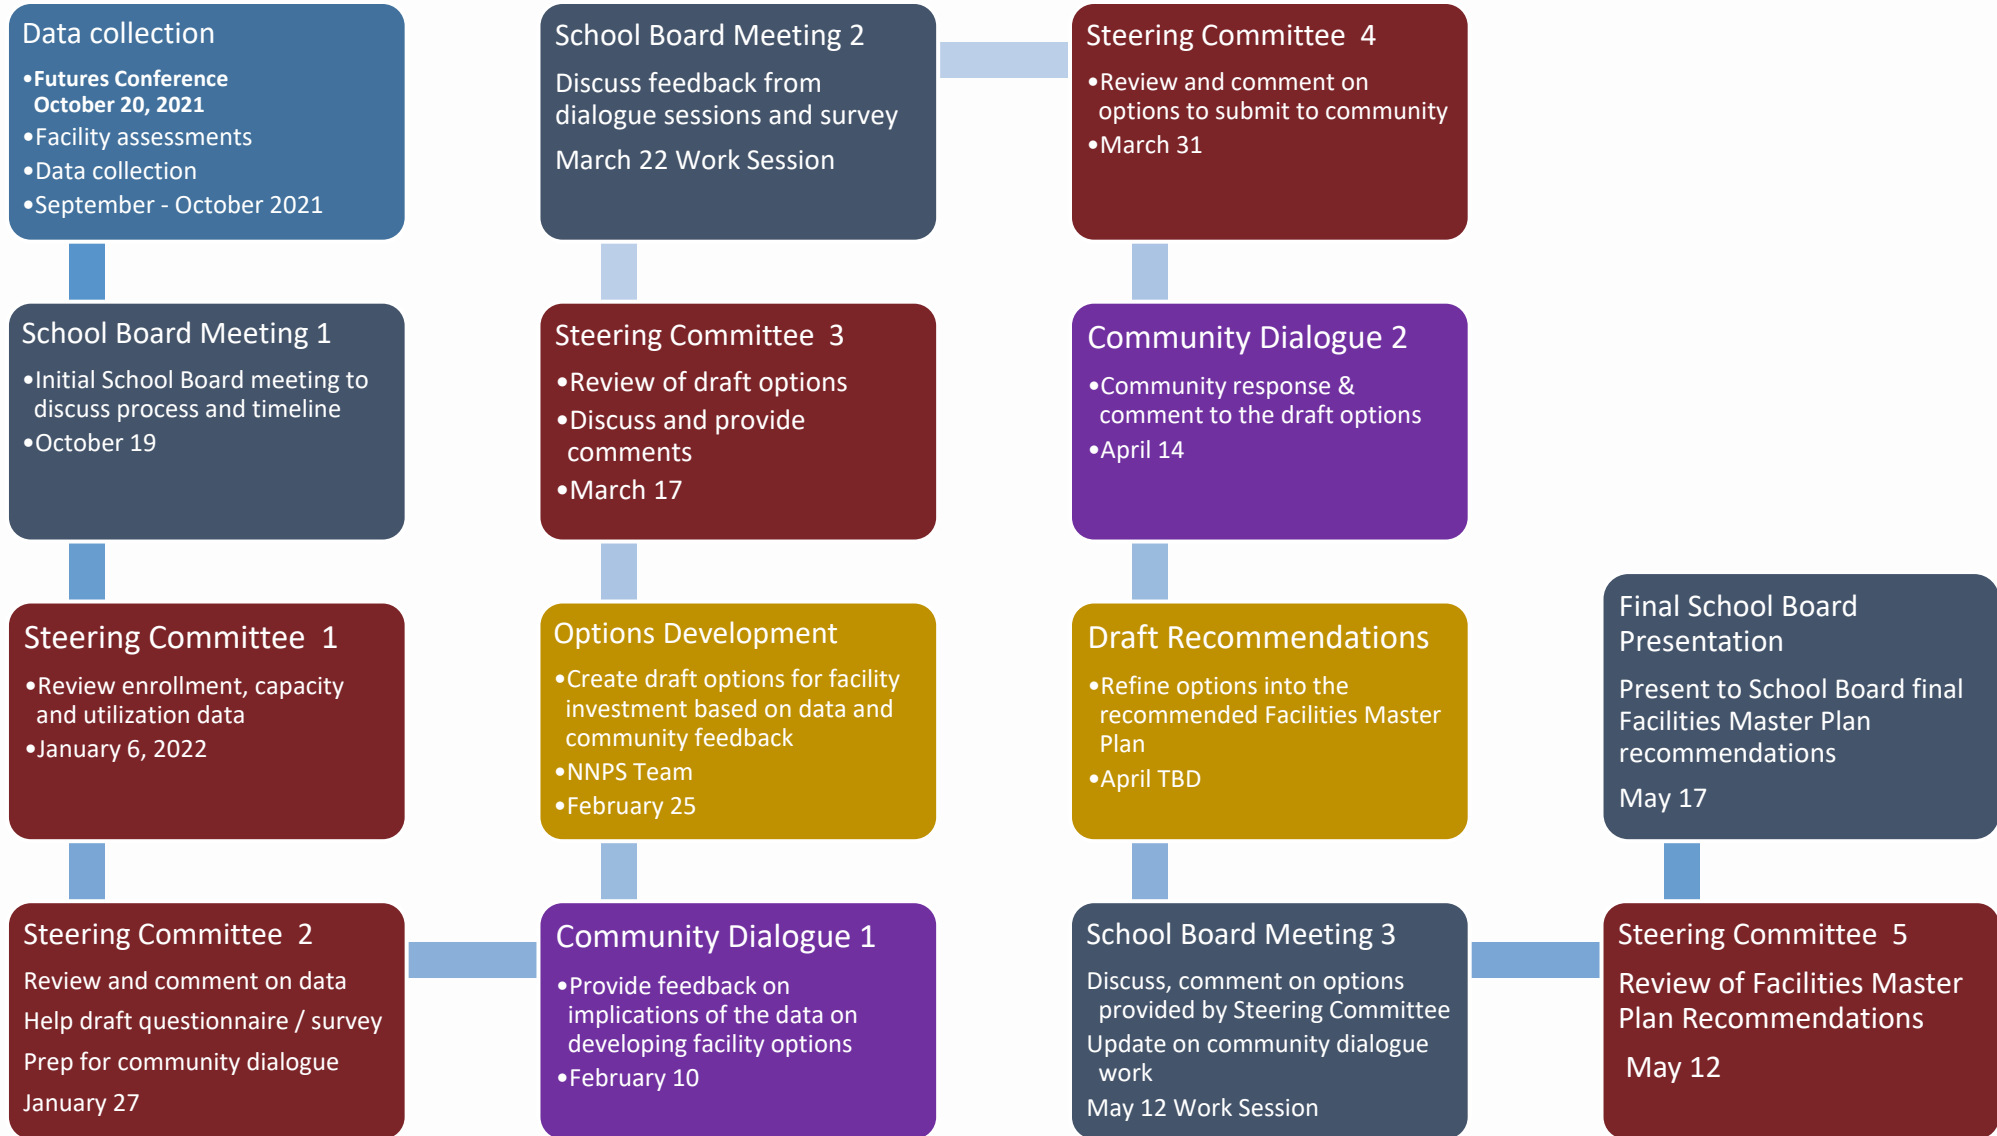 Data collection
•Futures Conference
October 20, 2021
•Facility assessments
•Data collection
•September - October 2021
School Board Meeting 1
•Initial School Board meeting to
discuss process and timeline
•October 19
Steering Committee 1
•Review enrollment, capacity
and utilization data
•January 6, 2022
Steering Committee 2
Review and comment on data
Help draft questionnaire / survey
Prep for community dialogue
January 27
Community Dialogue 1
•Provide feedback on
implications of the data on
developing facility options
•February 10
Options Development
•Create draft options for facility
investment based on data and
community feedback
•NNPS Team
•February 25
Steering Committee 3
•Review of draft options
•Discuss and provide
comments
•March 17
School Board Meeting 2
Discuss feedback from
dialogue sessions and survey
March 22 Work Session
Steering Committee 4
•Review and comment on
options to submit to community
•March 31
Community Dialogue 2
•Community response &
comment to the draft options
•April 14
Draft Recommendations
•Refine options into the
recommended Facilities Master
Plan
•April TBD
School Board Meeting 3
Discuss, comment on options
provided by Steering Committee
Update on community dialogue
work
May 12 Work Session
Steering Committee 5
Review of Facilities Master
Plan Recommendations
May 12
Final School Board
Presentation
Present to School Board final
Facilities Master Plan
recommendations
May 17